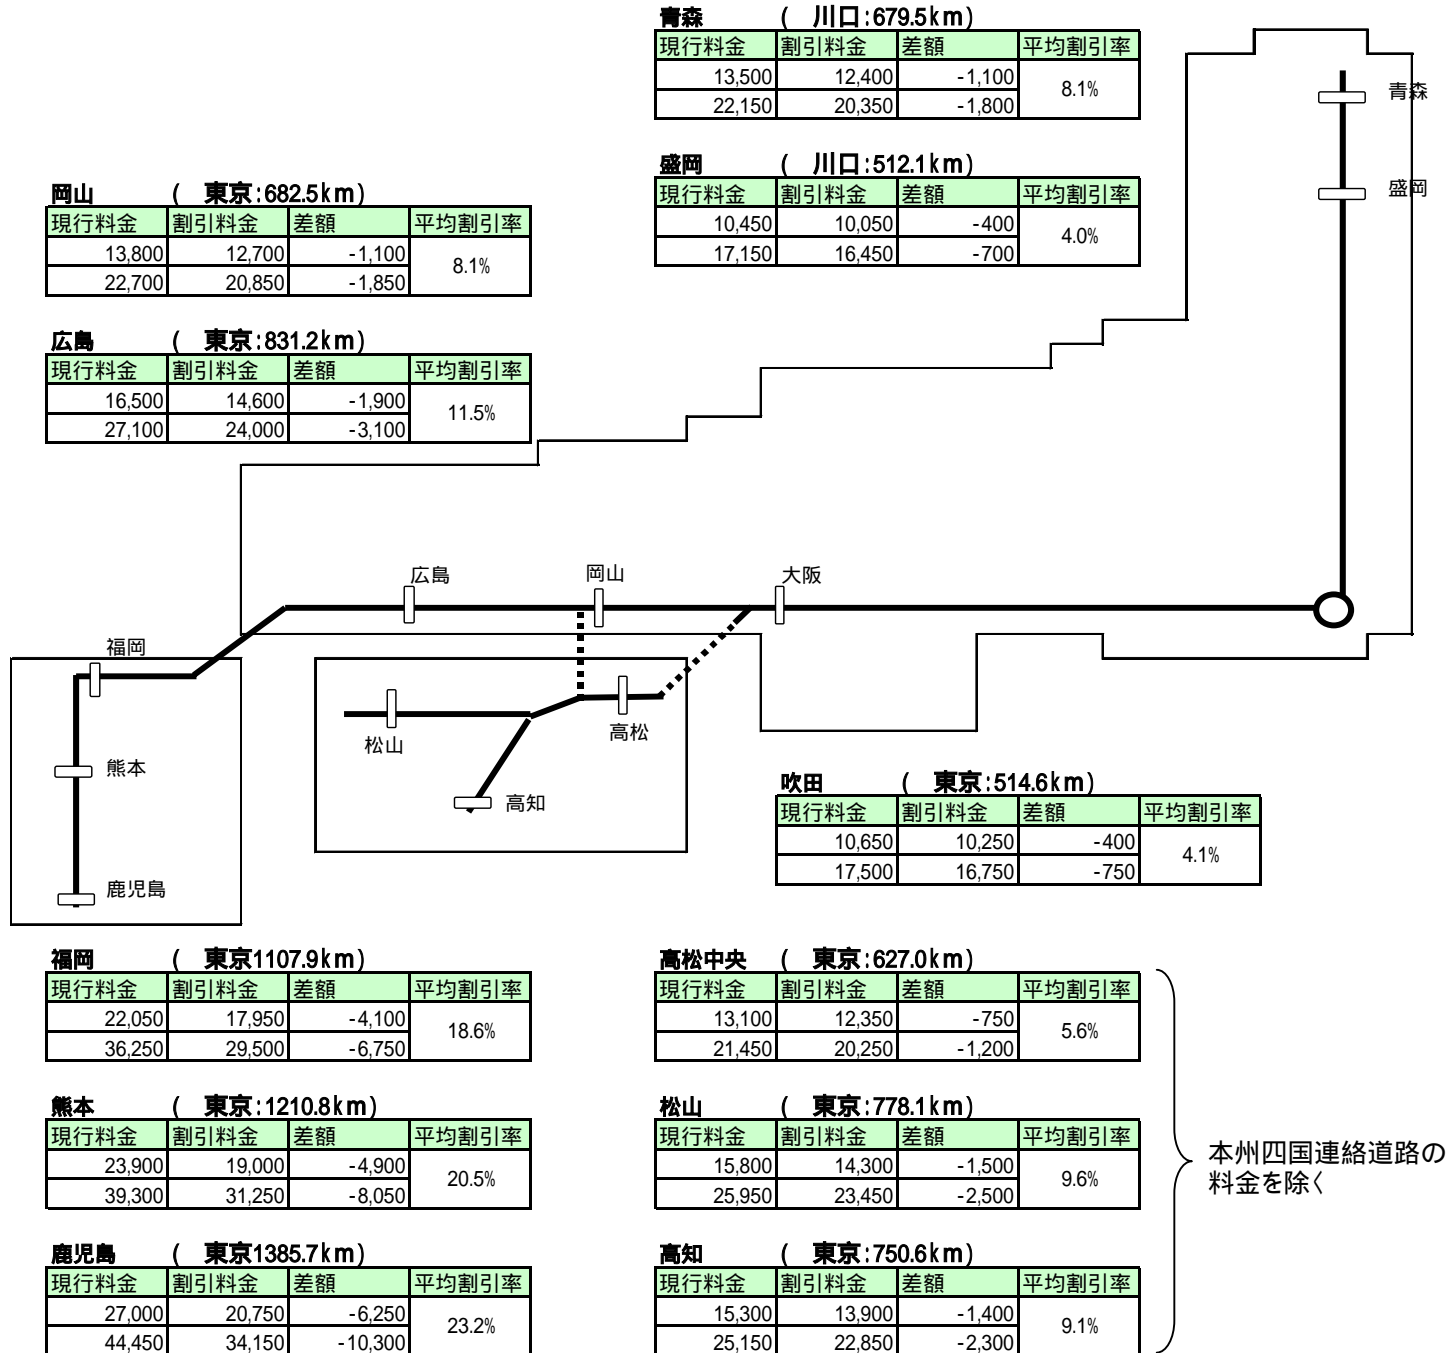 青森 ( 川口:679.5km)
現行料金 割引料金 差額 平均割引率
13,500 12,400 -1,100 8.1%
22,150 20,350 -1,800
青森
盛岡 ( 川口:512.1km)
現行料金 割引料金 差額 平均割引率
10,450 10,050 -400 4.0%
17,150 16,450 -700
盛岡
岡山 ( 東京:682.5km)
現行料金 割引料金 差額 平均割引率
13,800 12,700 -1,100 8.1%
22,700 20,850 -1,850
広島 ( 東京:831.2km)
現行料金 割引料金 差額 平均割引率
16,500 14,600 -1,900 11.5%
27,100 24,000 -3,100
広島 岡山 大阪
福岡
松山 高松
熊本 高知
鹿児島
吹田 ( 東京:514.6km)
現行料金 割引料金 差額 平均割引率
10,650 10,250 -400 4.1%
17,500 16,750 -750
福岡 ( 東京1107.9km)
現行料金 割引料金 差額 平均割引率
22,050 17,950 -4,100 18.6%
36,250 29,500 -6,750
高松中央 ( 東京:627.0km)
現行料金 割引料金 差額 平均割引率
13,100 12,350 -750 5.6%
21,450 20,250 -1,200
熊本 ( 東京:1210.8km)
現行料金 割引料金 差額 平均割引率
23,900 19,000 -4,900 20.5%
39,300 31,250 -8,050
松山 ( 東京:778.1km)
現行料金 割引料金 差額 平均割引率
15,800 14,300 -1,500 9.6%
25,950 23,450 -2,500
本州四国連絡道路の
料金を除く
鹿児島 ( 東京1385.7km)
現行料金 割引料金 差額 平均割引率
27,000 20,750 -6,250 23.2%
44,450 34,150 -10,300
高知 ( 東京:750.6km)
現行料金 割引料金 差額 平均割引率
15,300 13,900 -1,400 9.1%
25,150 22,850 -2,300